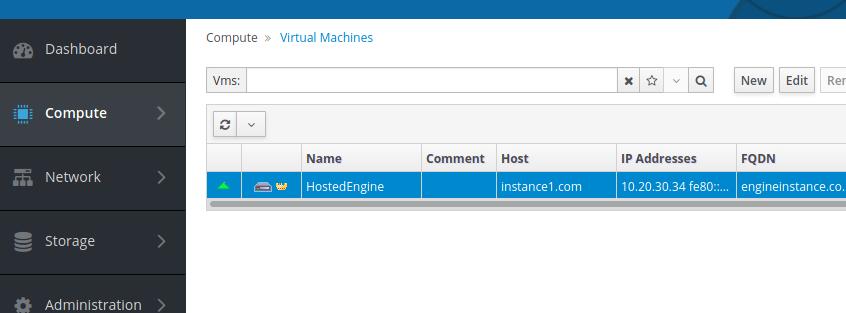 Dashboard
Compute
Network
Storage
Administration
Compute » Virtual Machines
Vms:
New Edit
Name Comment Host IP Addresses FQDN
HostedEngine instance1.com 10.20.30.34 fe80::... engineinstance.co..